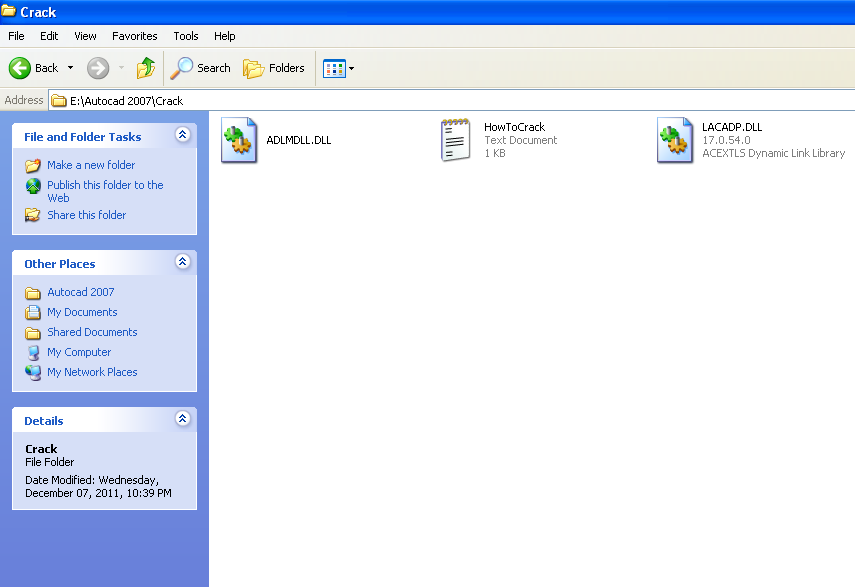 Crack
File Edit View Favorites Tools Help
Back Search Folders
Address E:\Autocad 2007\Crack
File and Folder Tasks
Make a new folder
Publish this folder to the
Web
Share this folder
Other Places
Autocad 2007
My Documents
Shared Documents
My Computer
My Network Places
Details
Crack
File Folder
Date Modified: Wednesday,
December 07, 2011, 10:39 PM
ADLMDLL.DLL
HowToCrack
Text Document
1 KB
LACADP.DLL
17.0.54.0
ACEXTLS Dynamic Link Library